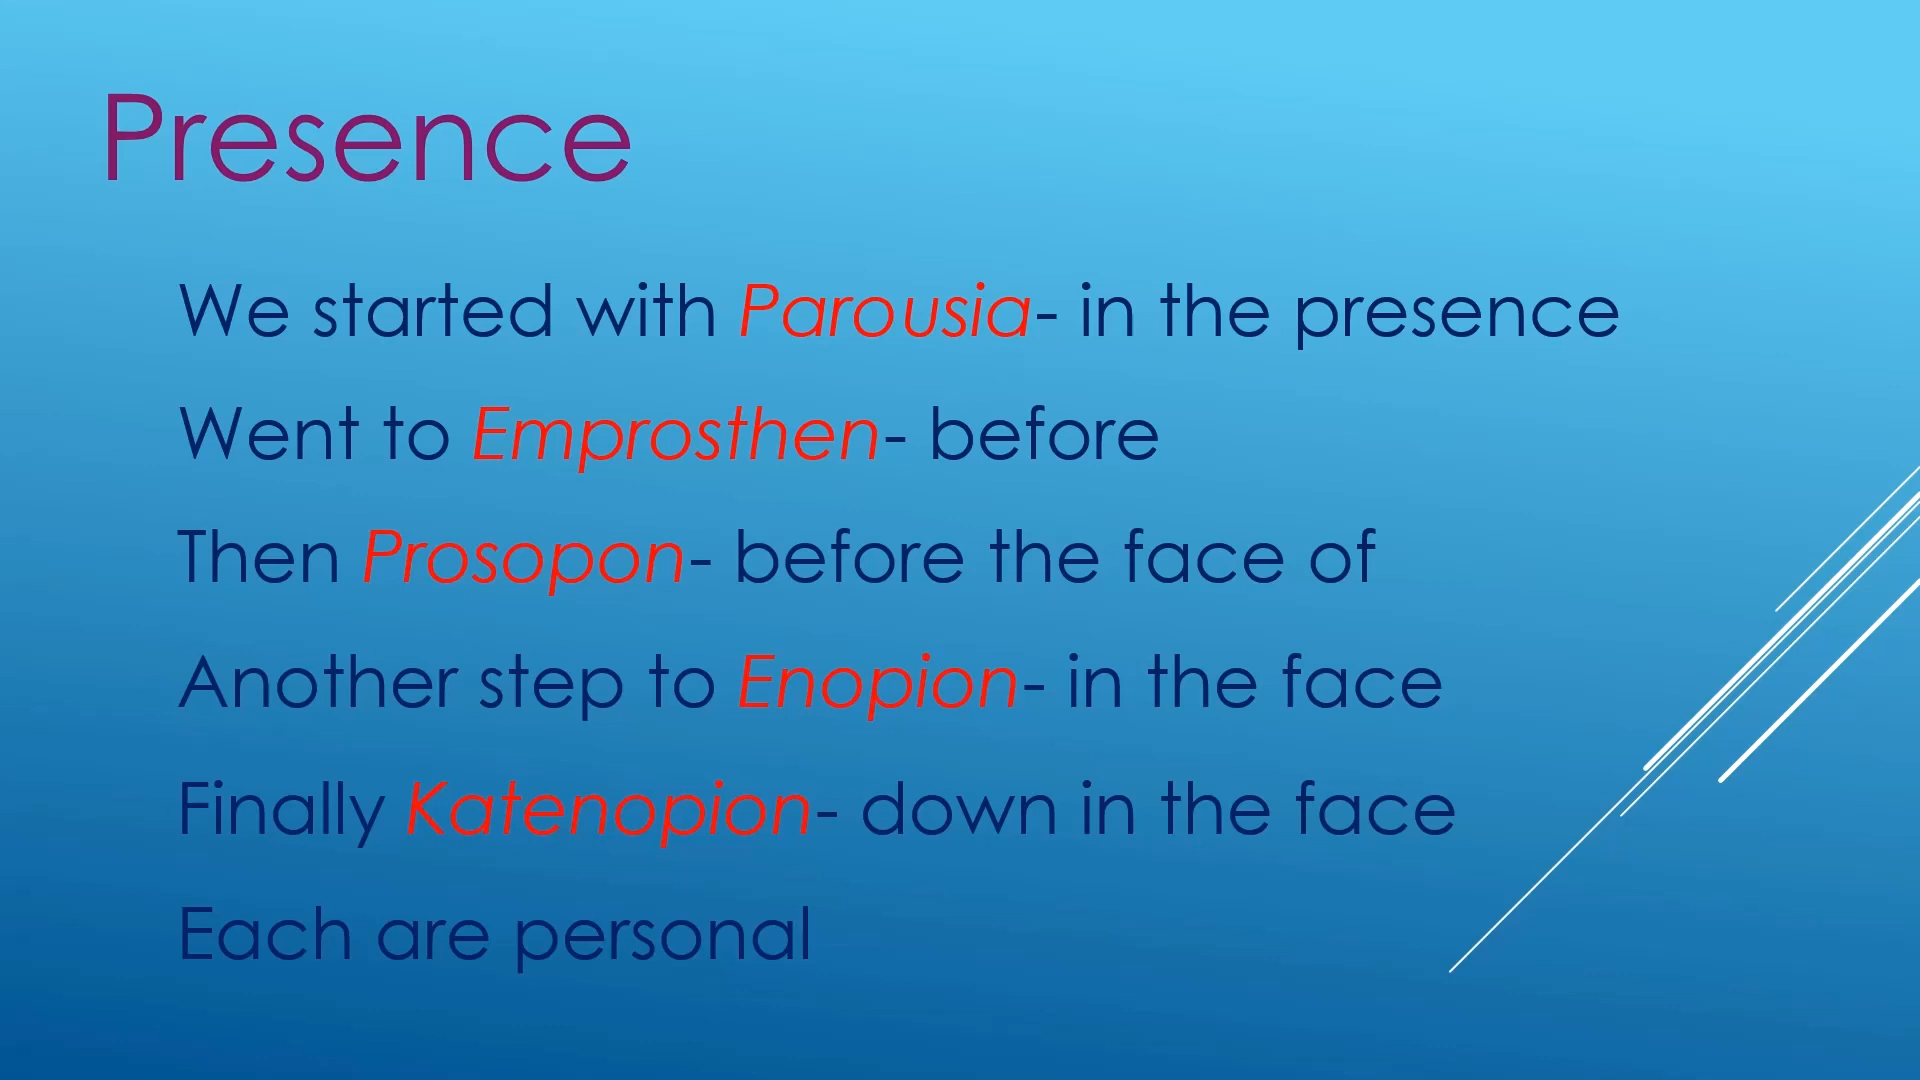 Presence
We started with Parousia- in the presence
Went to Emprosthen- before
Then Prosopon- before the face of
Another step to Enopion- in the face
Finally Katenopion- down in the face
Each are personal